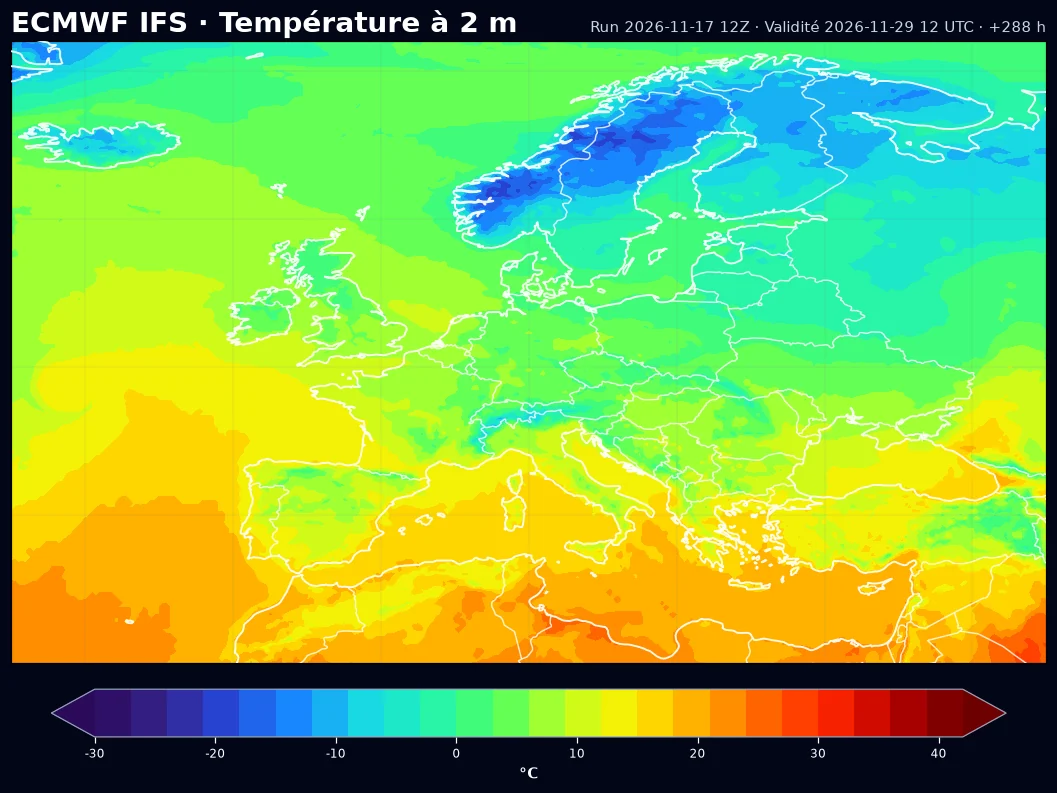 ECMWF IFS · Température à 2 m
Run 2026-11-17 12Z · Validité 2026-11-29 12 UTC · +288 h
-30 -20 -10 0 10 20 30 40
°C